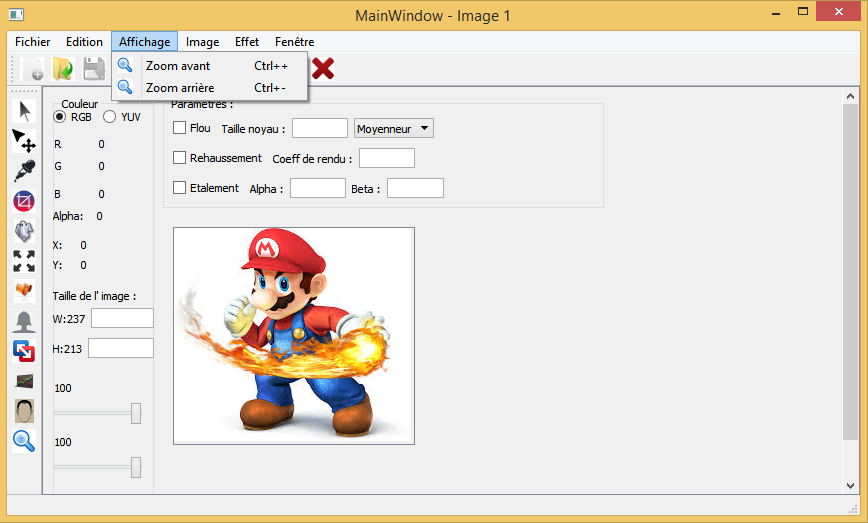 MainWindow - Image 1
Fichier Edition Affichage Image Effet Fenêtre
Zoom avant Ctrl++
Zoom arrière Ctrl+-
Couleur
RGB YUV
R 0
G 0
B 0
Alpha: 0
X: 0
Y: 0
Taille de l' image :
W:237
H:213
100
100
Paramètres :
Flou Taille noyau : Moyenneur
Rehaussement Coeff de rendu :
Etalement Alpha : Beta :
M